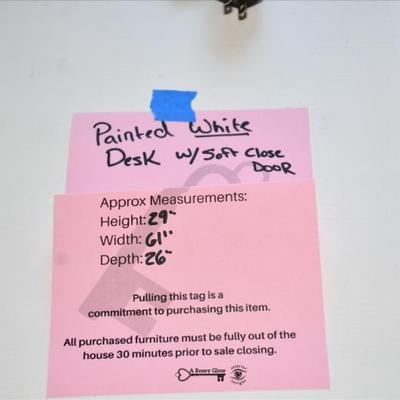 Painted White
Desk w/ Soft Close
DOOR
Approx Measurements:
Height: 29"
Width: 61"
Depth: 26"
Pulling this tag is a
commitment to purchasing this item.
All purchased furniture must be fully out of the
house 30 minutes prior to sale closing.
A Rosey Glow